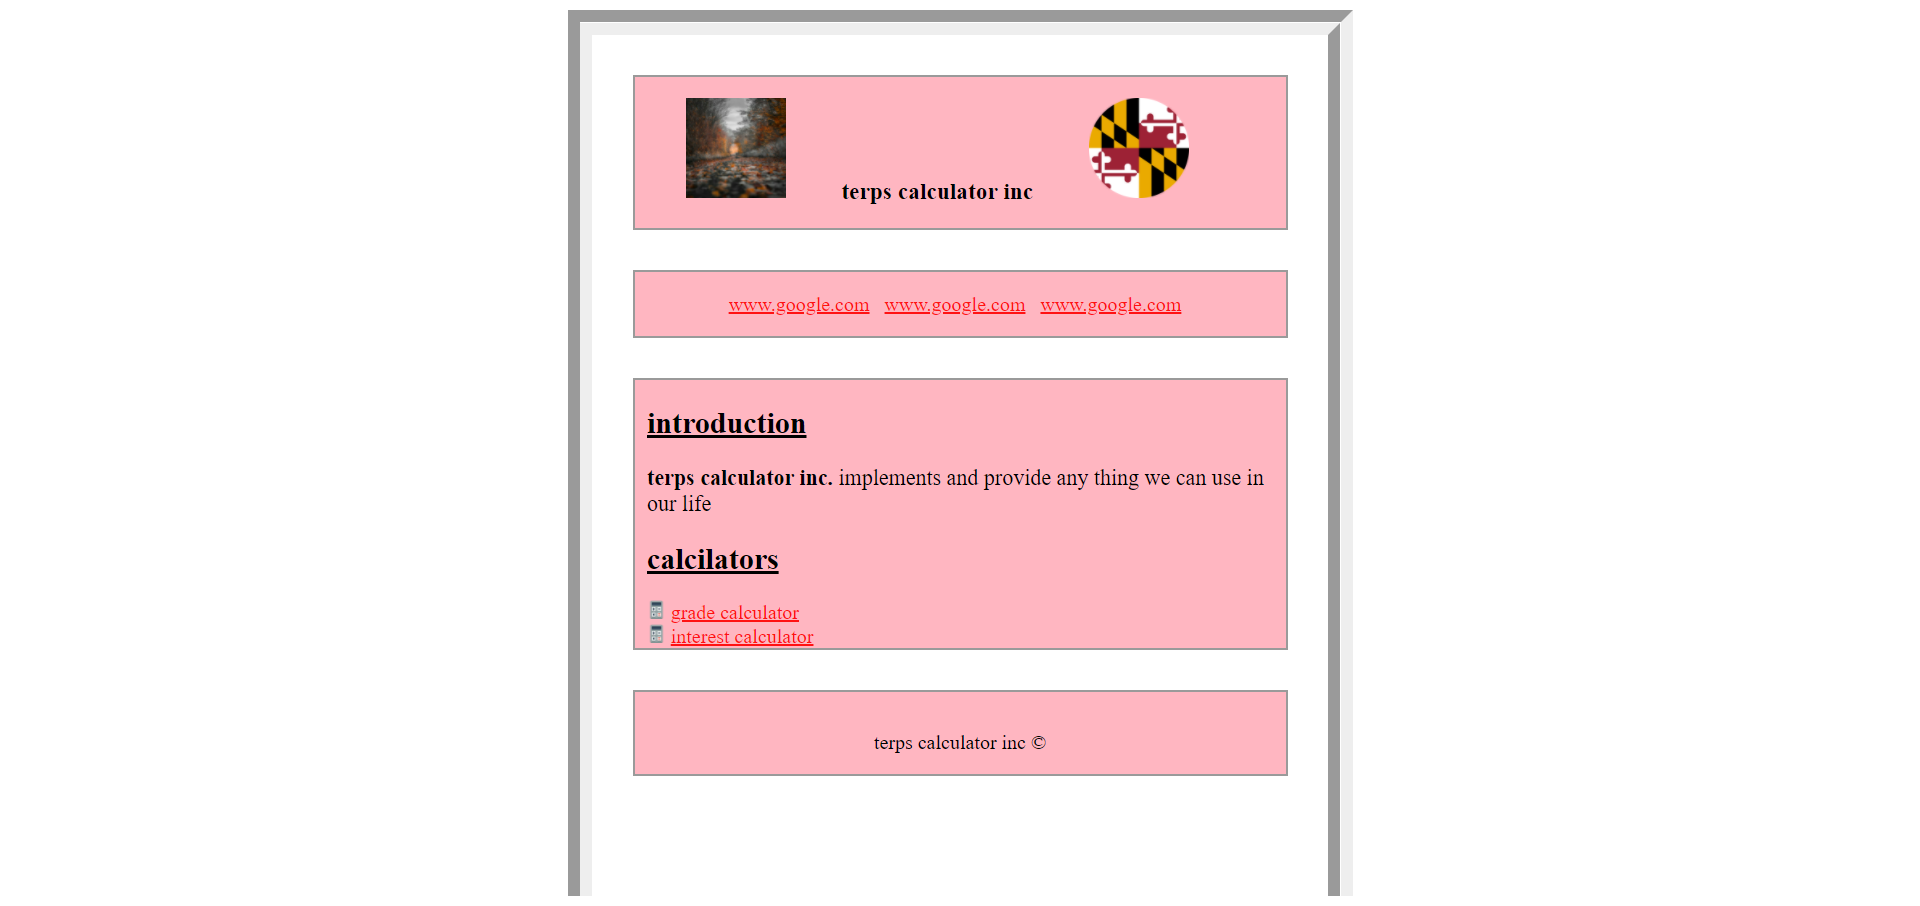 terps calculator inc
www.google.com www.google.com www.google.com
introduction
terps calculator inc. implements and provide any thing we can use in
our life
calcilators
grade calculator
interest calculator
terps calculator inc ©